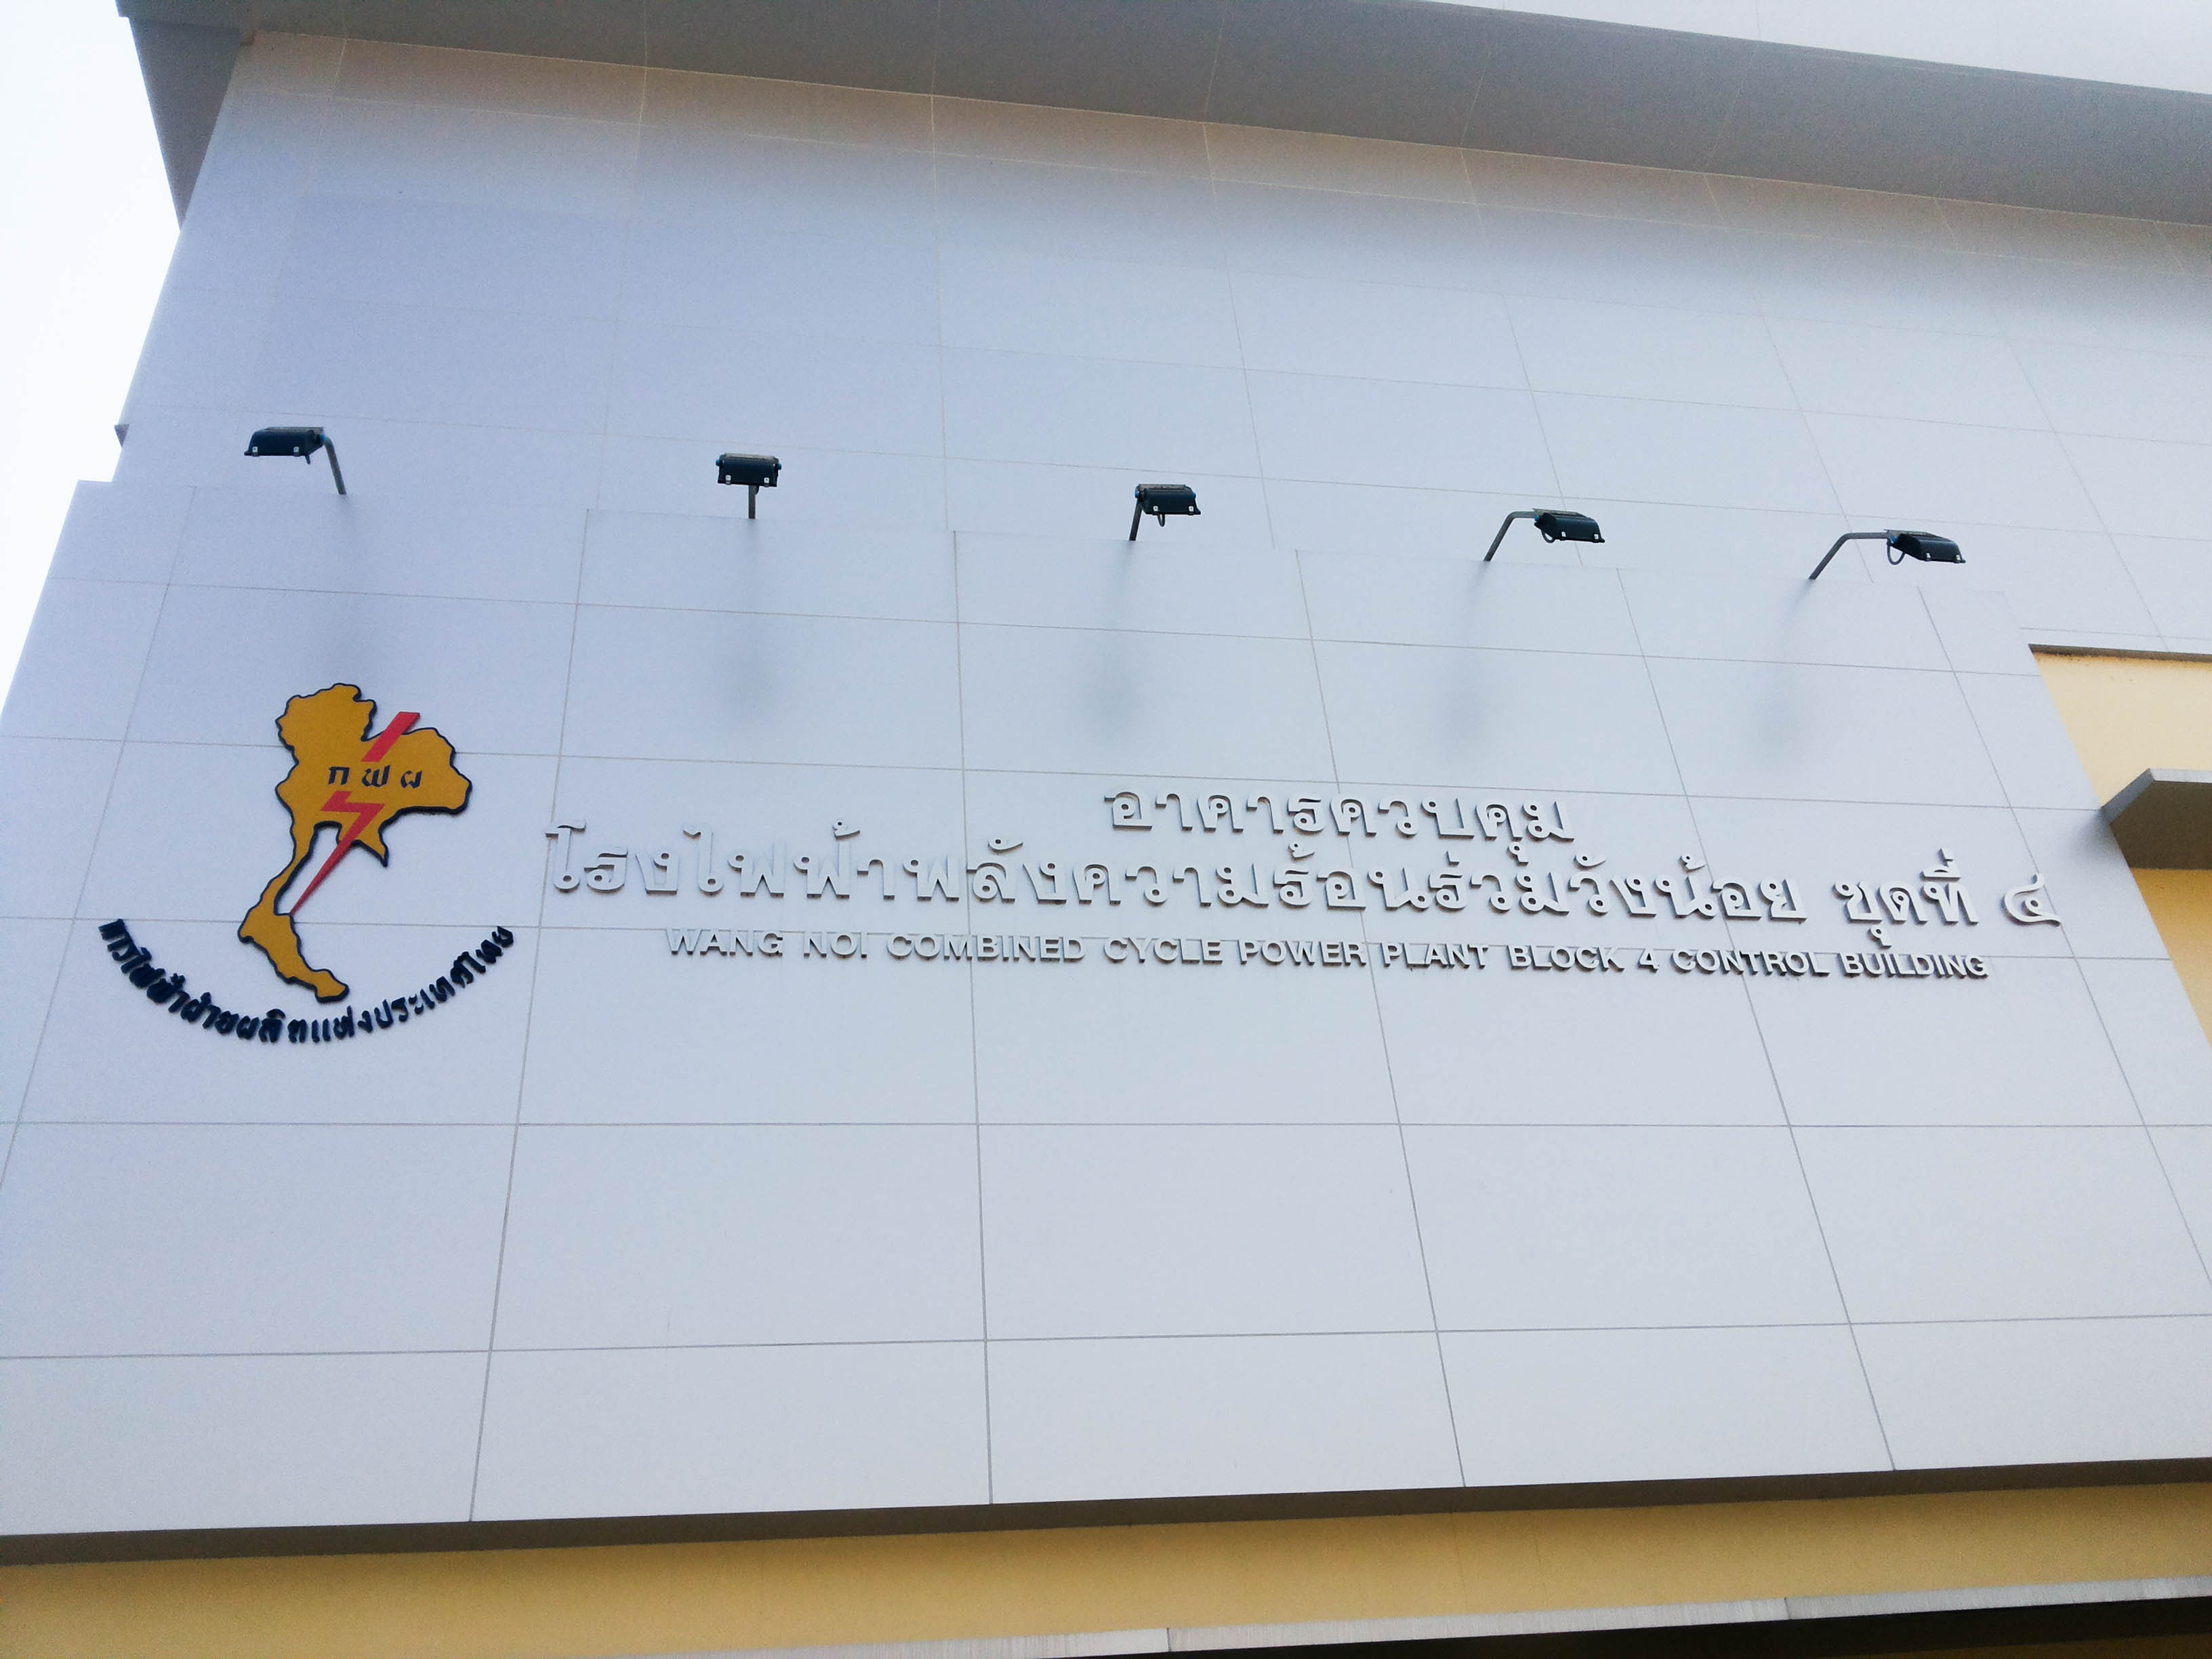 กฟผ
การไฟฟ้าฝ่ายผลิตแห่งประเทศไทย
อาคารควบคุม
โรงไฟฟ้าพลังความร้อนร่วมวังน้อย ชุดที่ ๔
WANG NOI COMBINED CYCLE POWER PLANT BLOCK 4 CONTROL BUILDING